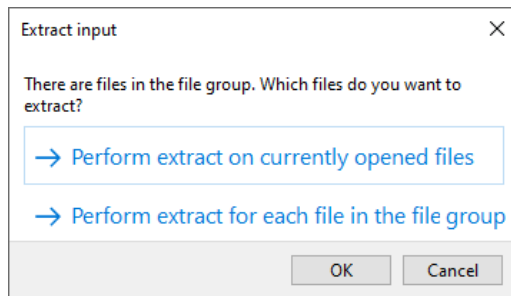 Extract input
There are files in the file group. Which files do you want to
extract?
Perform extract on currently opened files
Perform extract for each file in the file group
OK Cancel